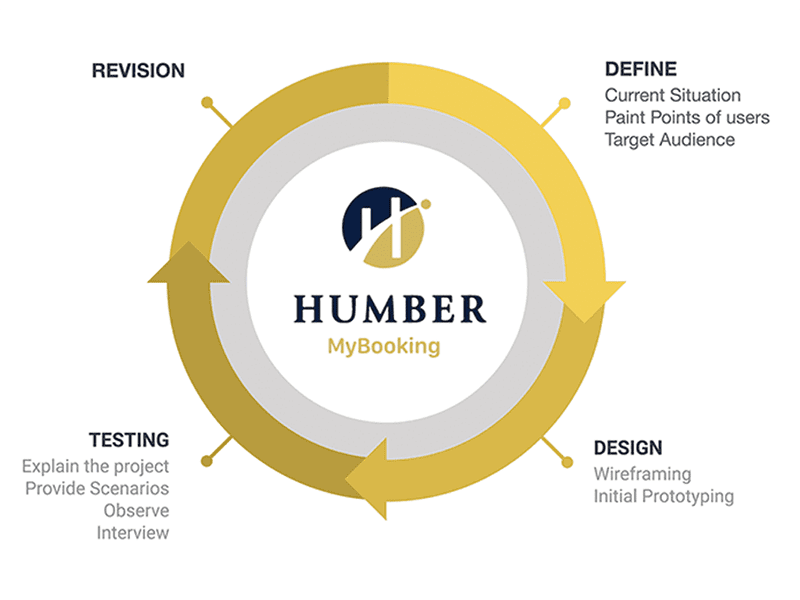 REVISION
DEFINE
Current Situation
Paint Points of users
Target Audience
HUMBER
MyBooking
TESTING
Explain the project
Provide Scenarios
Observe
Interview
DESIGN
Wireframing
Initial Prototyping